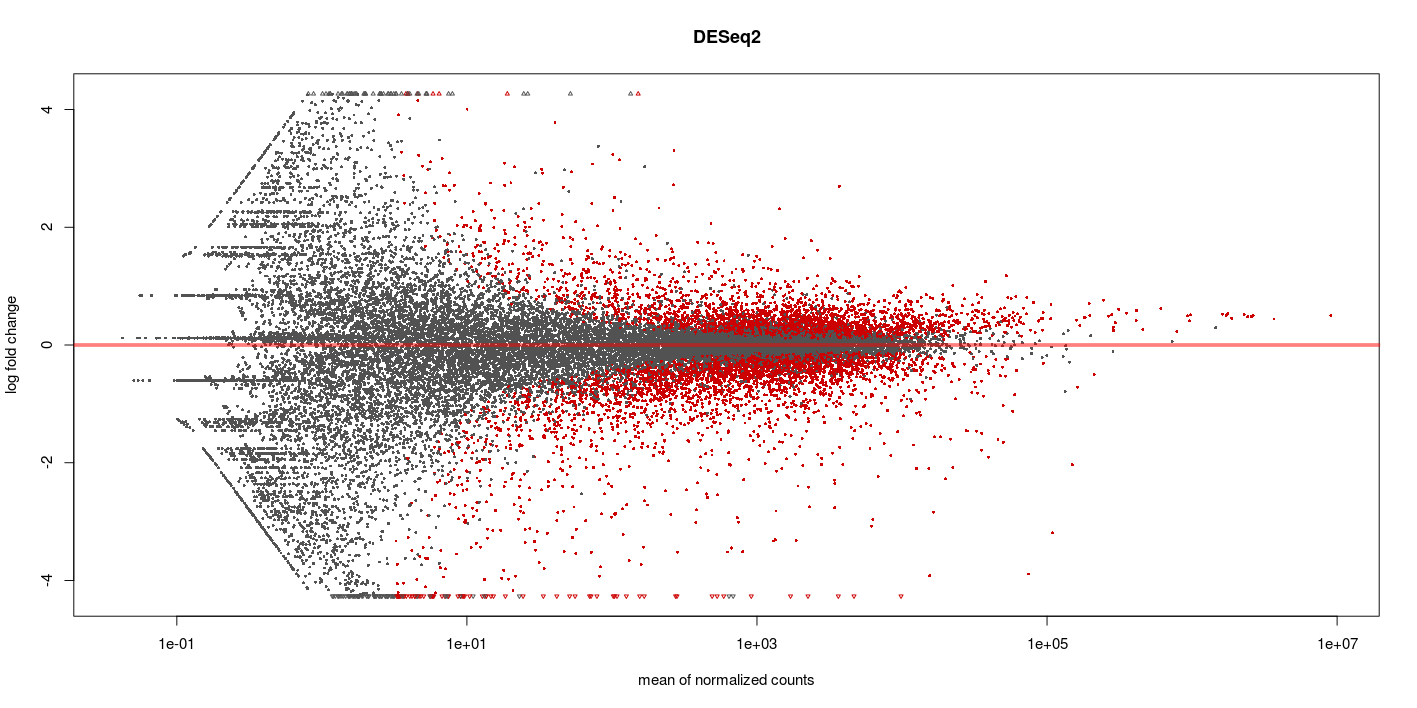 DESeq2
log fold change
4
2
0
-2
-4
1e-01
1e+01
1e+03
1e+05
1e+07
mean of normalized counts